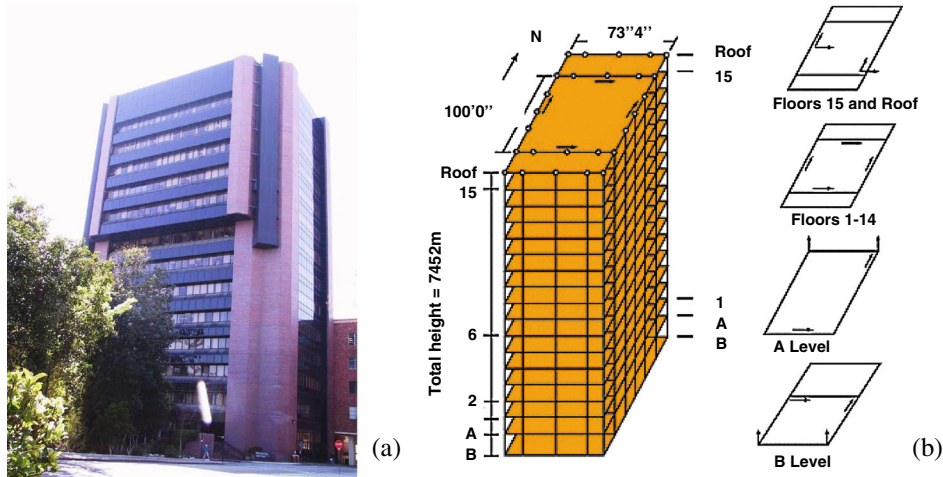 N
73''4''
Roof
15
100'0''
Roof
15
Total height = 7452m
6
2
A
B
1
A
B
Floors 15 and Roof
Floors 1-14
A Level
B Level
(a)
(b)